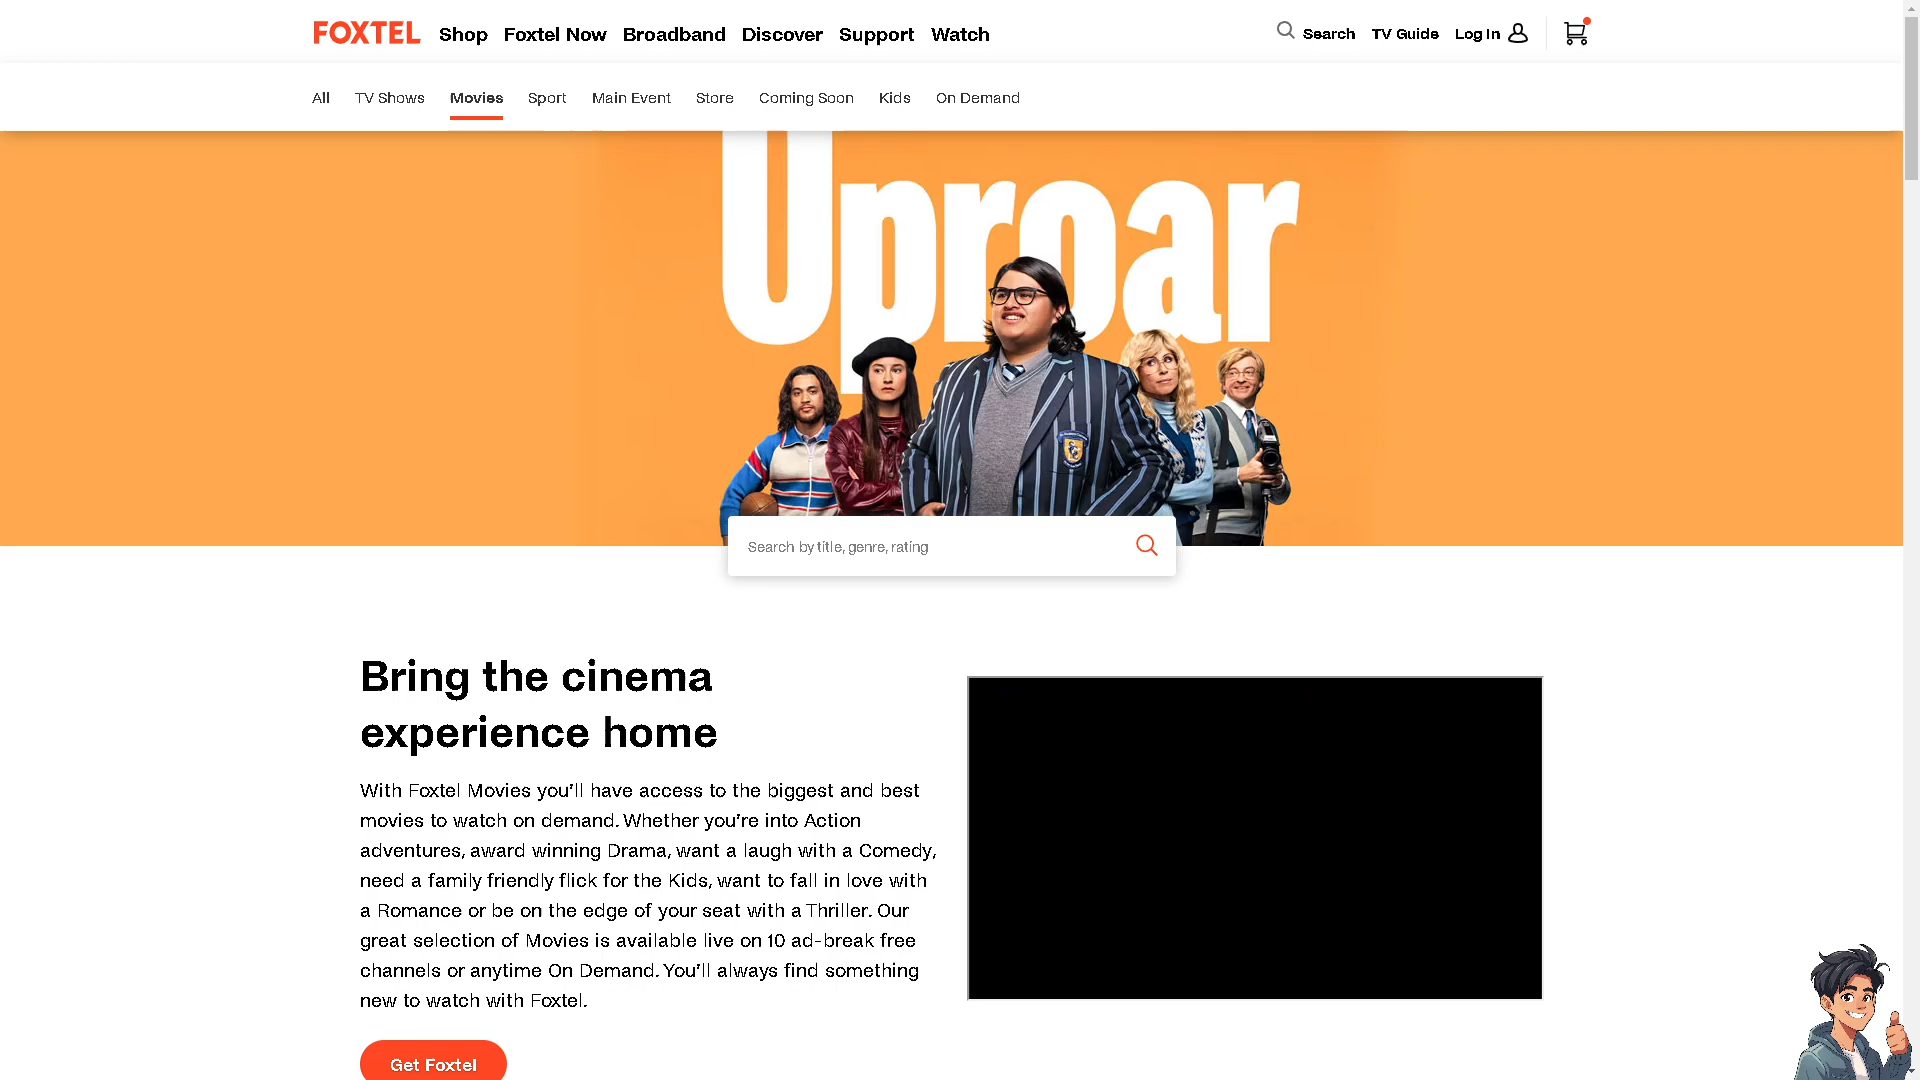 FOXTEL Shop Foxtel Now Broadband Discover Support Watch Search TV Guide Log In
All TV Shows Movies Sport Main Event Store Coming Soon Kids On Demand
Uproar
Search by title, genre, rating
Bring the cinema
experience home
With Foxtel Movies you'll have access to the biggest and best
movies to watch on demand. Whether you're into Action
adventures, award winning Drama, want a laugh with a Comedy,
need a family friendly flick for the Kids, want to fall in love with
a Romance or be on the edge of your seat with a Thriller. Our
great selection of Movies is available live on 10 ad-break free
channels or anytime On Demand. You'll always find something
new to watch with Foxtel.
Get Foxtel